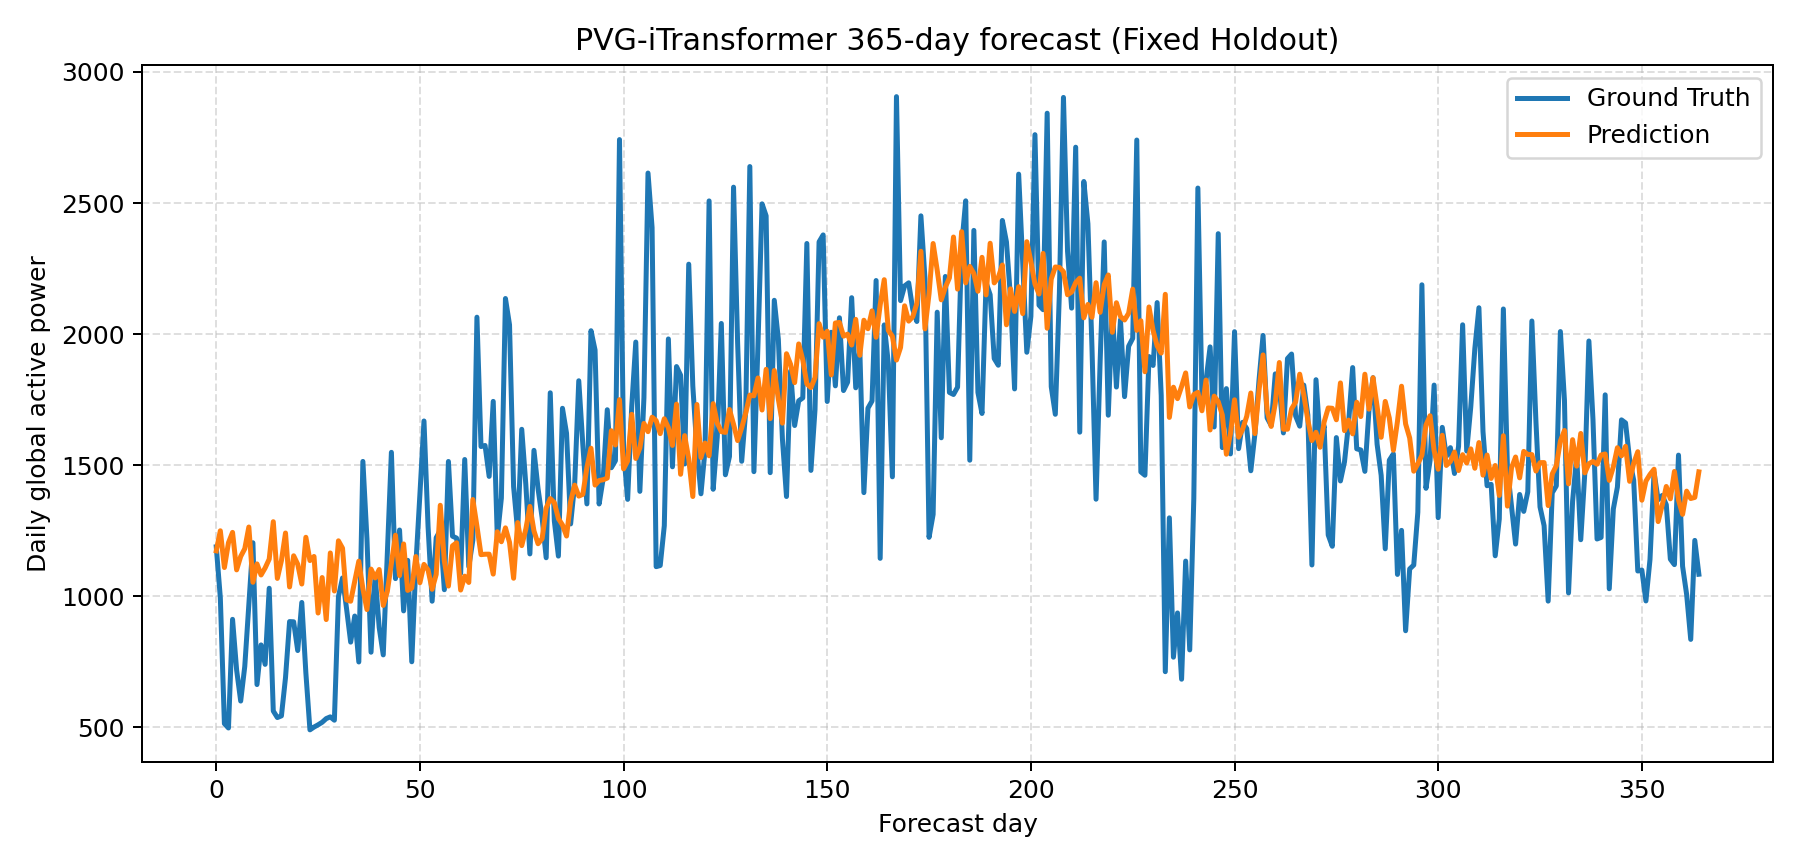 PVG-iTransformer 365-day forecast (Fixed Holdout)
3000
2500
2000
1500
1000
500
Daily global active power
Ground Truth
Prediction
0 50 100 150 200 250 300 350
Forecast day